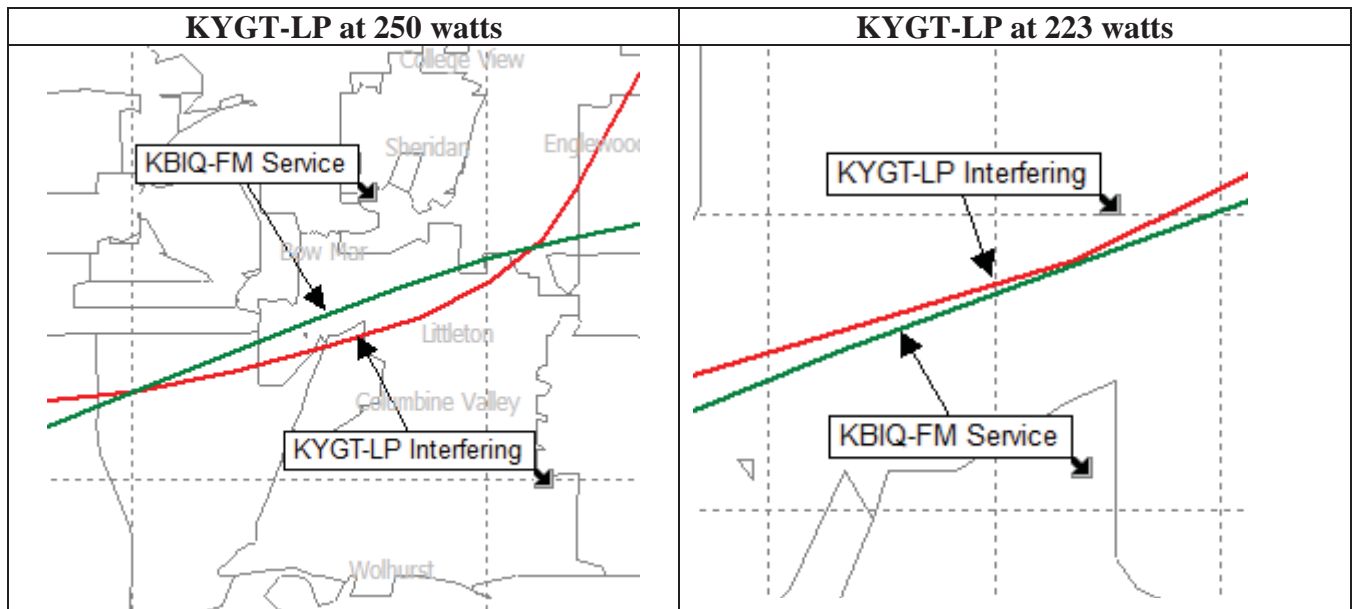 KYGT-LP at 250 watts
KYGT-LP at 223 watts
College View
KBIQ-FM Service
Sheridan
Englewood
Bow Mar
Littleton
Columbine Valley
KYGT-LP Interfering
Wolhurst
KYGT-LP Interfering
KBIQ-FM Service